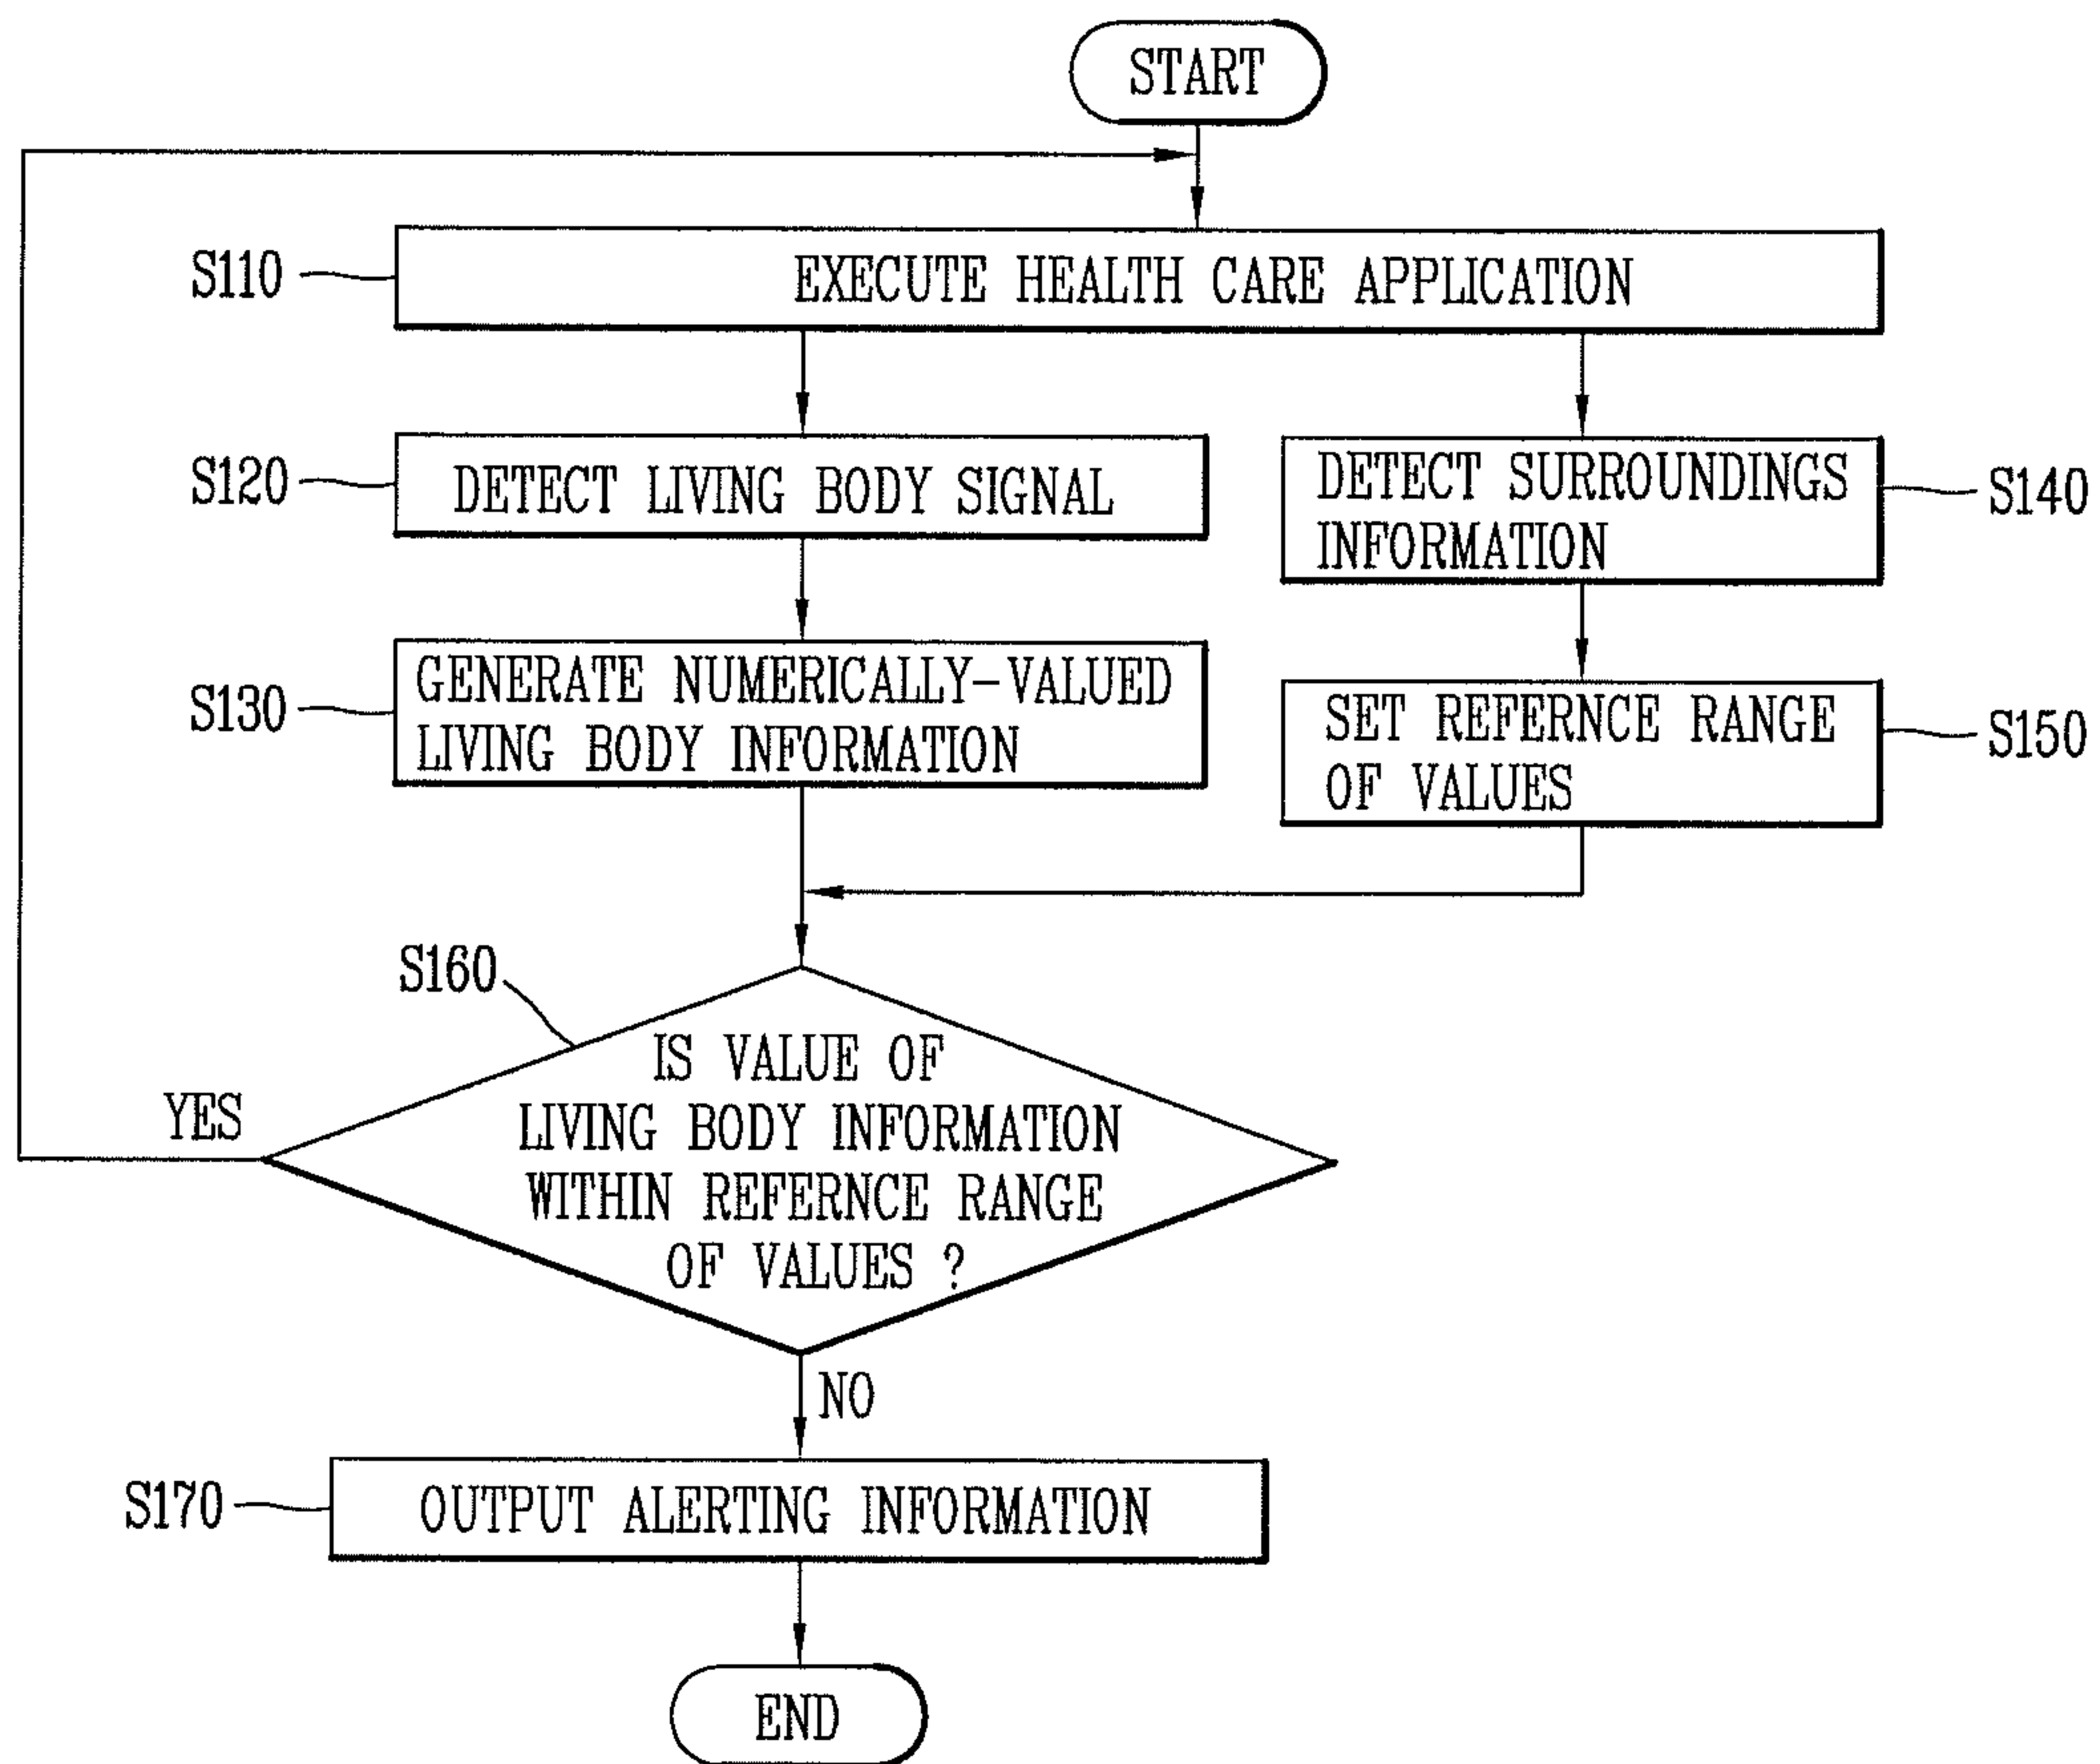 START
S110
EXECUTE HEALTH CARE APPLICATION
S120
DETECT LIVING BODY SIGNAL
DETECT SURROUNDINGS
INFORMATION
S140
S130
GENERATE NUMERICALLY-VALUED
LIVING BODY INFORMATION
SET REFERNCE RANGE
OF VALUES
S150
S160
IS VALUE OF
LIVING BODY INFORMATION
WITHIN REFERNCE RANGE
OF VALUES ?
YES
NO
S170
OUTPUT ALERTING INFORMATION
END